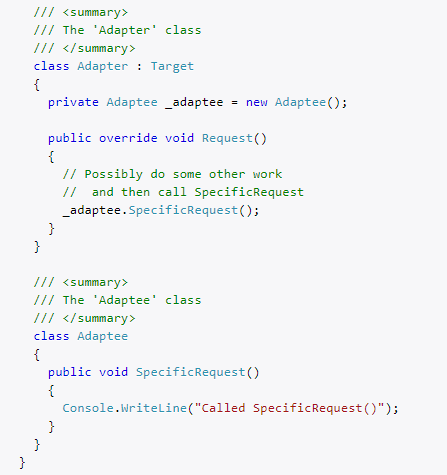 /// <summary>
/// The 'Adapter' class
/// </summary>
class Adapter : Target
{
private Adaptee _adaptee = new Adaptee();
public override void Request()
{
// Possibly do some other work
//  and then call SpecificRequest
_adaptee.SpecificRequest();
}
}
/// <summary>
/// The 'Adaptee' class
/// </summary>
class Adaptee
{
public void SpecificRequest()
{
Console.WriteLine("Called SpecificRequest()");
}
}
}